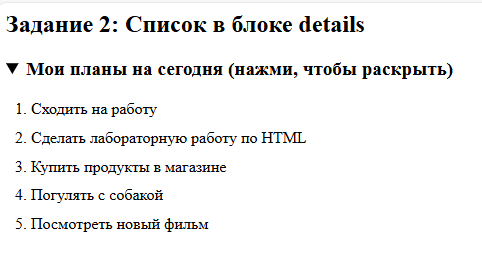 Задание 2: Список в блоке details
Мои планы на сегодня (нажми, чтобы раскрыть)
1. Сходить на работу
2. Сделать лабораторную работу по HTML
3. Купить продукты в магазине
4. Погулять с собакой
5. Посмотреть новый фильм